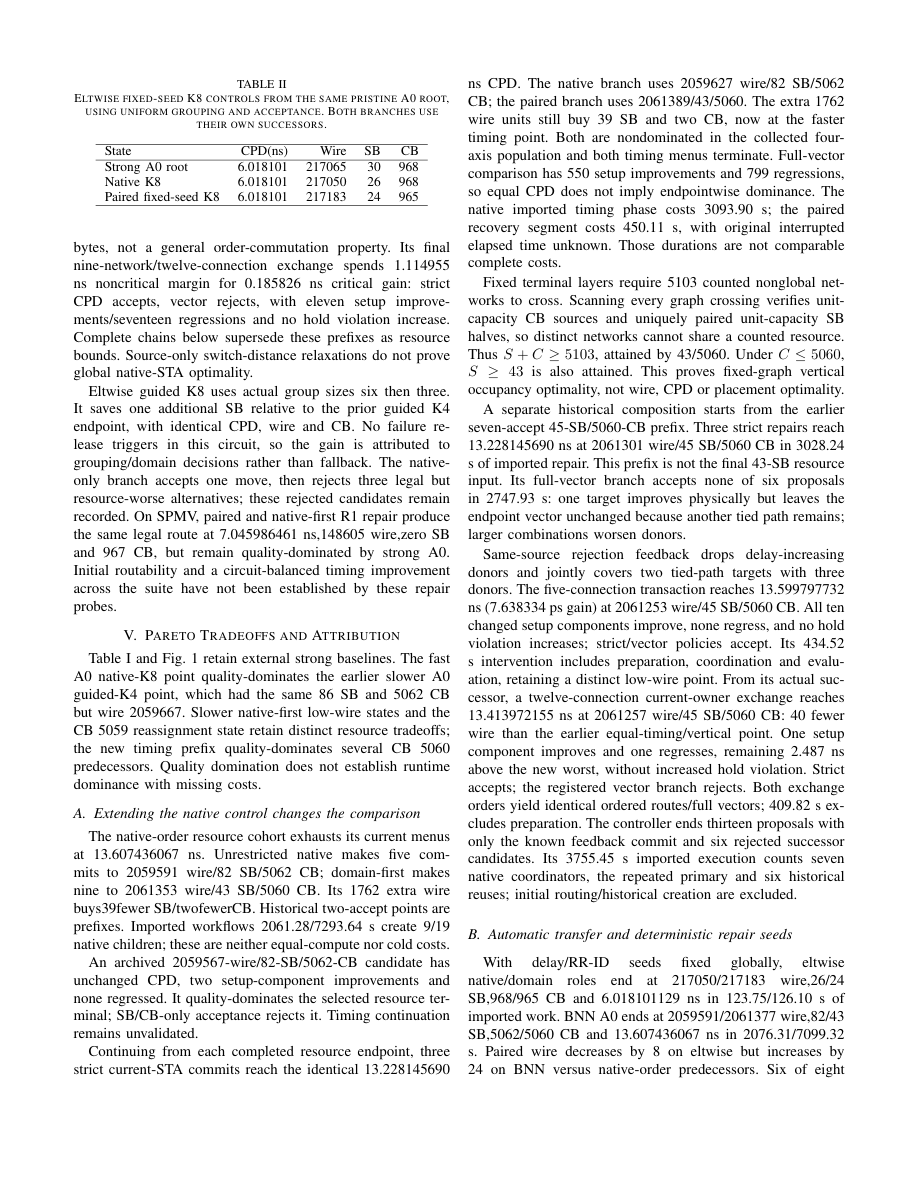 TABLE II
ELTWISE FIXED-SEED K8 CONTROLS FROM THE SAME PRISTINE A0 ROOT,
USING UNIFORM GROUPING AND ACCEPTANCE. BOTH BRANCHES USE
THEIR OWN SUCCESSORS.
State CPD(ns) Wire SB CB
Strong A0 root 6.018101 217065 30 968
Native K8 6.018101 217050 26 968
Paired fixed-seed K8 6.018101 217183 24 965
bytes, not a general order-commutation property. Its final
nine-network/twelve-connection exchange spends 1.114955
ns noncritical margin for 0.185826 ns critical gain: strict
CPD accepts, vector rejects, with eleven setup improve-
ments/seventeen regressions and no hold violation increase.
Complete chains below supersede these prefixes as resource
bounds. Source-only switch-distance relaxations do not prove
global native-STA optimality.
Eltwise guided K8 uses actual group sizes six then three.
It saves one additional SB relative to the prior guided K4
endpoint, with identical CPD, wire and CB. No failure re-
lease triggers in this circuit, so the gain is attributed to
grouping/domain decisions rather than fallback. The native-
only branch accepts one move, then rejects three legal but
resource-worse alternatives; these rejected candidates remain
recorded. On SPMV, paired and native-first R1 repair produce
the same legal route at 7.045986461 ns,148605 wire,zero SB
and 967 CB, but remain quality-dominated by strong A0.
Initial routability and a circuit-balanced timing improvement
across the suite have not been established by these repair
probes.
V. PARETO TRADEOFFS AND ATTRIBUTION
Table I and Fig. 1 retain external strong baselines. The fast
A0 native-K8 point quality-dominates the earlier slower A0
guided-K4 point, which had the same 86 SB and 5062 CB
but wire 2059667. Slower native-first low-wire states and the
CB 5059 reassignment state retain distinct resource tradeoffs;
the new timing prefix quality-dominates several CB 5060
predecessors. Quality domination does not establish runtime
dominance with missing costs.
A. Extending the native control changes the comparison
The native-order resource cohort exhausts its current menus
at 13.607436067 ns. Unrestricted native makes five com-
mits to 2059591 wire/82 SB/5062 CB; domain-first makes
nine to 2061353 wire/43 SB/5060 CB. Its 1762 extra wire
buys39fewer SB/twofewerCB. Historical two-accept points are
prefixes. Imported workflows 2061.28/7293.64 s create 9/19
native children; these are neither equal-compute nor cold costs.
An archived 2059567-wire/82-SB/5062-CB candidate has
unchanged CPD, two setup-component improvements and
none regressed. It quality-dominates the selected resource ter-
minal; SB/CB-only acceptance rejects it. Timing continuation
remains unvalidated.
Continuing from each completed resource endpoint, three
strict current-STA commits reach the identical 13.228145690
ns CPD. The native branch uses 2059627 wire/82 SB/5062
CB; the paired branch uses 2061389/43/5060. The extra 1762
wire units still buy 39 SB and two CB, now at the faster
timing point. Both are nondominated in the collected four-
axis population and both timing menus terminate. Full-vector
comparison has 550 setup improvements and 799 regressions,
so equal CPD does not imply endpointwise dominance. The
native imported timing phase costs 3093.90 s; the paired
recovery segment costs 450.11 s, with original interrupted
elapsed time unknown. Those durations are not comparable
complete costs.
Fixed terminal layers require 5103 counted nonglobal net-
works to cross. Scanning every graph crossing verifies unit-
capacity CB sources and uniquely paired unit-capacity SB
halves, so distinct networks cannot share a counted resource.
Thus S + C ≥ 5103, attained by 43/5060. Under C ≤ 5060,
S ≥ 43 is also attained. This proves fixed-graph vertical
occupancy optimality, not wire, CPD or placement optimality.
A separate historical composition starts from the earlier
seven-accept 45-SB/5060-CB prefix. Three strict repairs reach
13.228145690 ns at 2061301 wire/45 SB/5060 CB in 3028.24
s of imported repair. This prefix is not the final 43-SB resource
input. Its full-vector branch accepts none of six proposals
in 2747.93 s: one target improves physically but leaves the
endpoint vector unchanged because another tied path remains;
larger combinations worsen donors.
Same-source rejection feedback drops delay-increasing
donors and jointly covers two tied-path targets with three
donors. The five-connection transaction reaches 13.599797732
ns (7.638334 ps gain) at 2061253 wire/45 SB/5060 CB. All ten
changed setup components improve, none regress, and no hold
violation increases; strict/vector policies accept. Its 434.52
s intervention includes preparation, coordination and evalu-
ation, retaining a distinct low-wire point. From its actual suc-
cessor, a twelve-connection current-owner exchange reaches
13.413972155 ns at 2061257 wire/45 SB/5060 CB: 40 fewer
wire than the earlier equal-timing/vertical point. One setup
component improves and one regresses, remaining 2.487 ns
above the new worst, without increased hold violation. Strict
accepts; the registered vector branch rejects. Both exchange
orders yield identical ordered routes/full vectors; 409.82 s ex-
cludes preparation. The controller ends thirteen proposals with
only the known feedback commit and six rejected successor
candidates. Its 3755.45 s imported execution counts seven
native coordinators, the repeated primary and six historical
reuses; initial routing/historical creation are excluded.
B. Automatic transfer and deterministic repair seeds
With delay/RR-ID seeds fixed globally, eltwise
native/domain roles end at 217050/217183 wire,26/24
SB,968/965 CB and 6.018101129 ns in 123.75/126.10 s of
imported work. BNN A0 ends at 2059591/2061377 wire,82/43
SB,5062/5060 CB and 13.607436067 ns in 2076.31/7099.32
s. Paired wire decreases by 8 on eltwise but increases by
24 on BNN versus native-order predecessors. Six of eight